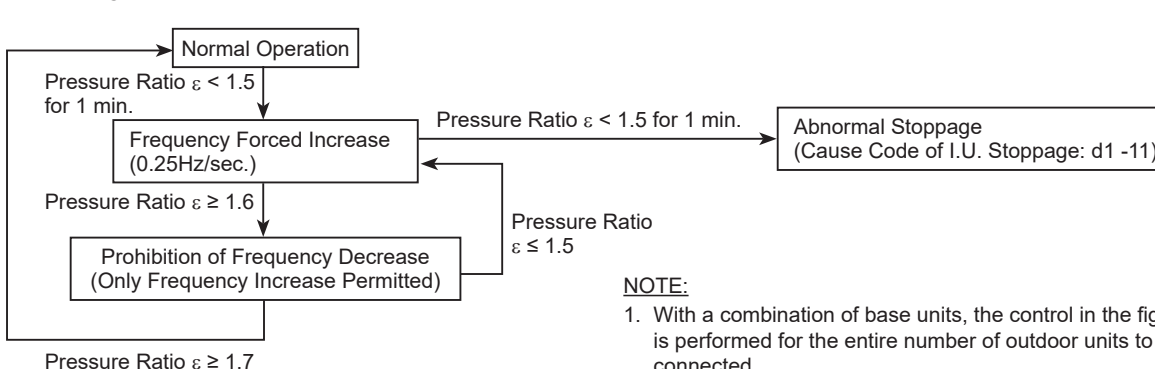 Normal Operation
Pressure Ratio ε < 1.5
for 1 min.
Frequency Forced Increase
(0.25Hz/sec.)
Pressure Ratio ε < 1.5 for 1 min.
Abnormal Stoppage
(Cause Code of I.U. Stoppage: d1 -11)
Pressure Ratio ε ≥ 1.6
Pressure Ratio
ε ≤ 1.5
Prohibition of Frequency Decrease
(Only Frequency Increase Permitted)
Pressure Ratio ε ≥ 1.7
NOTE:
1. With a combination of base units, the control in the
is performed for the entire number of outdoor units to
connected